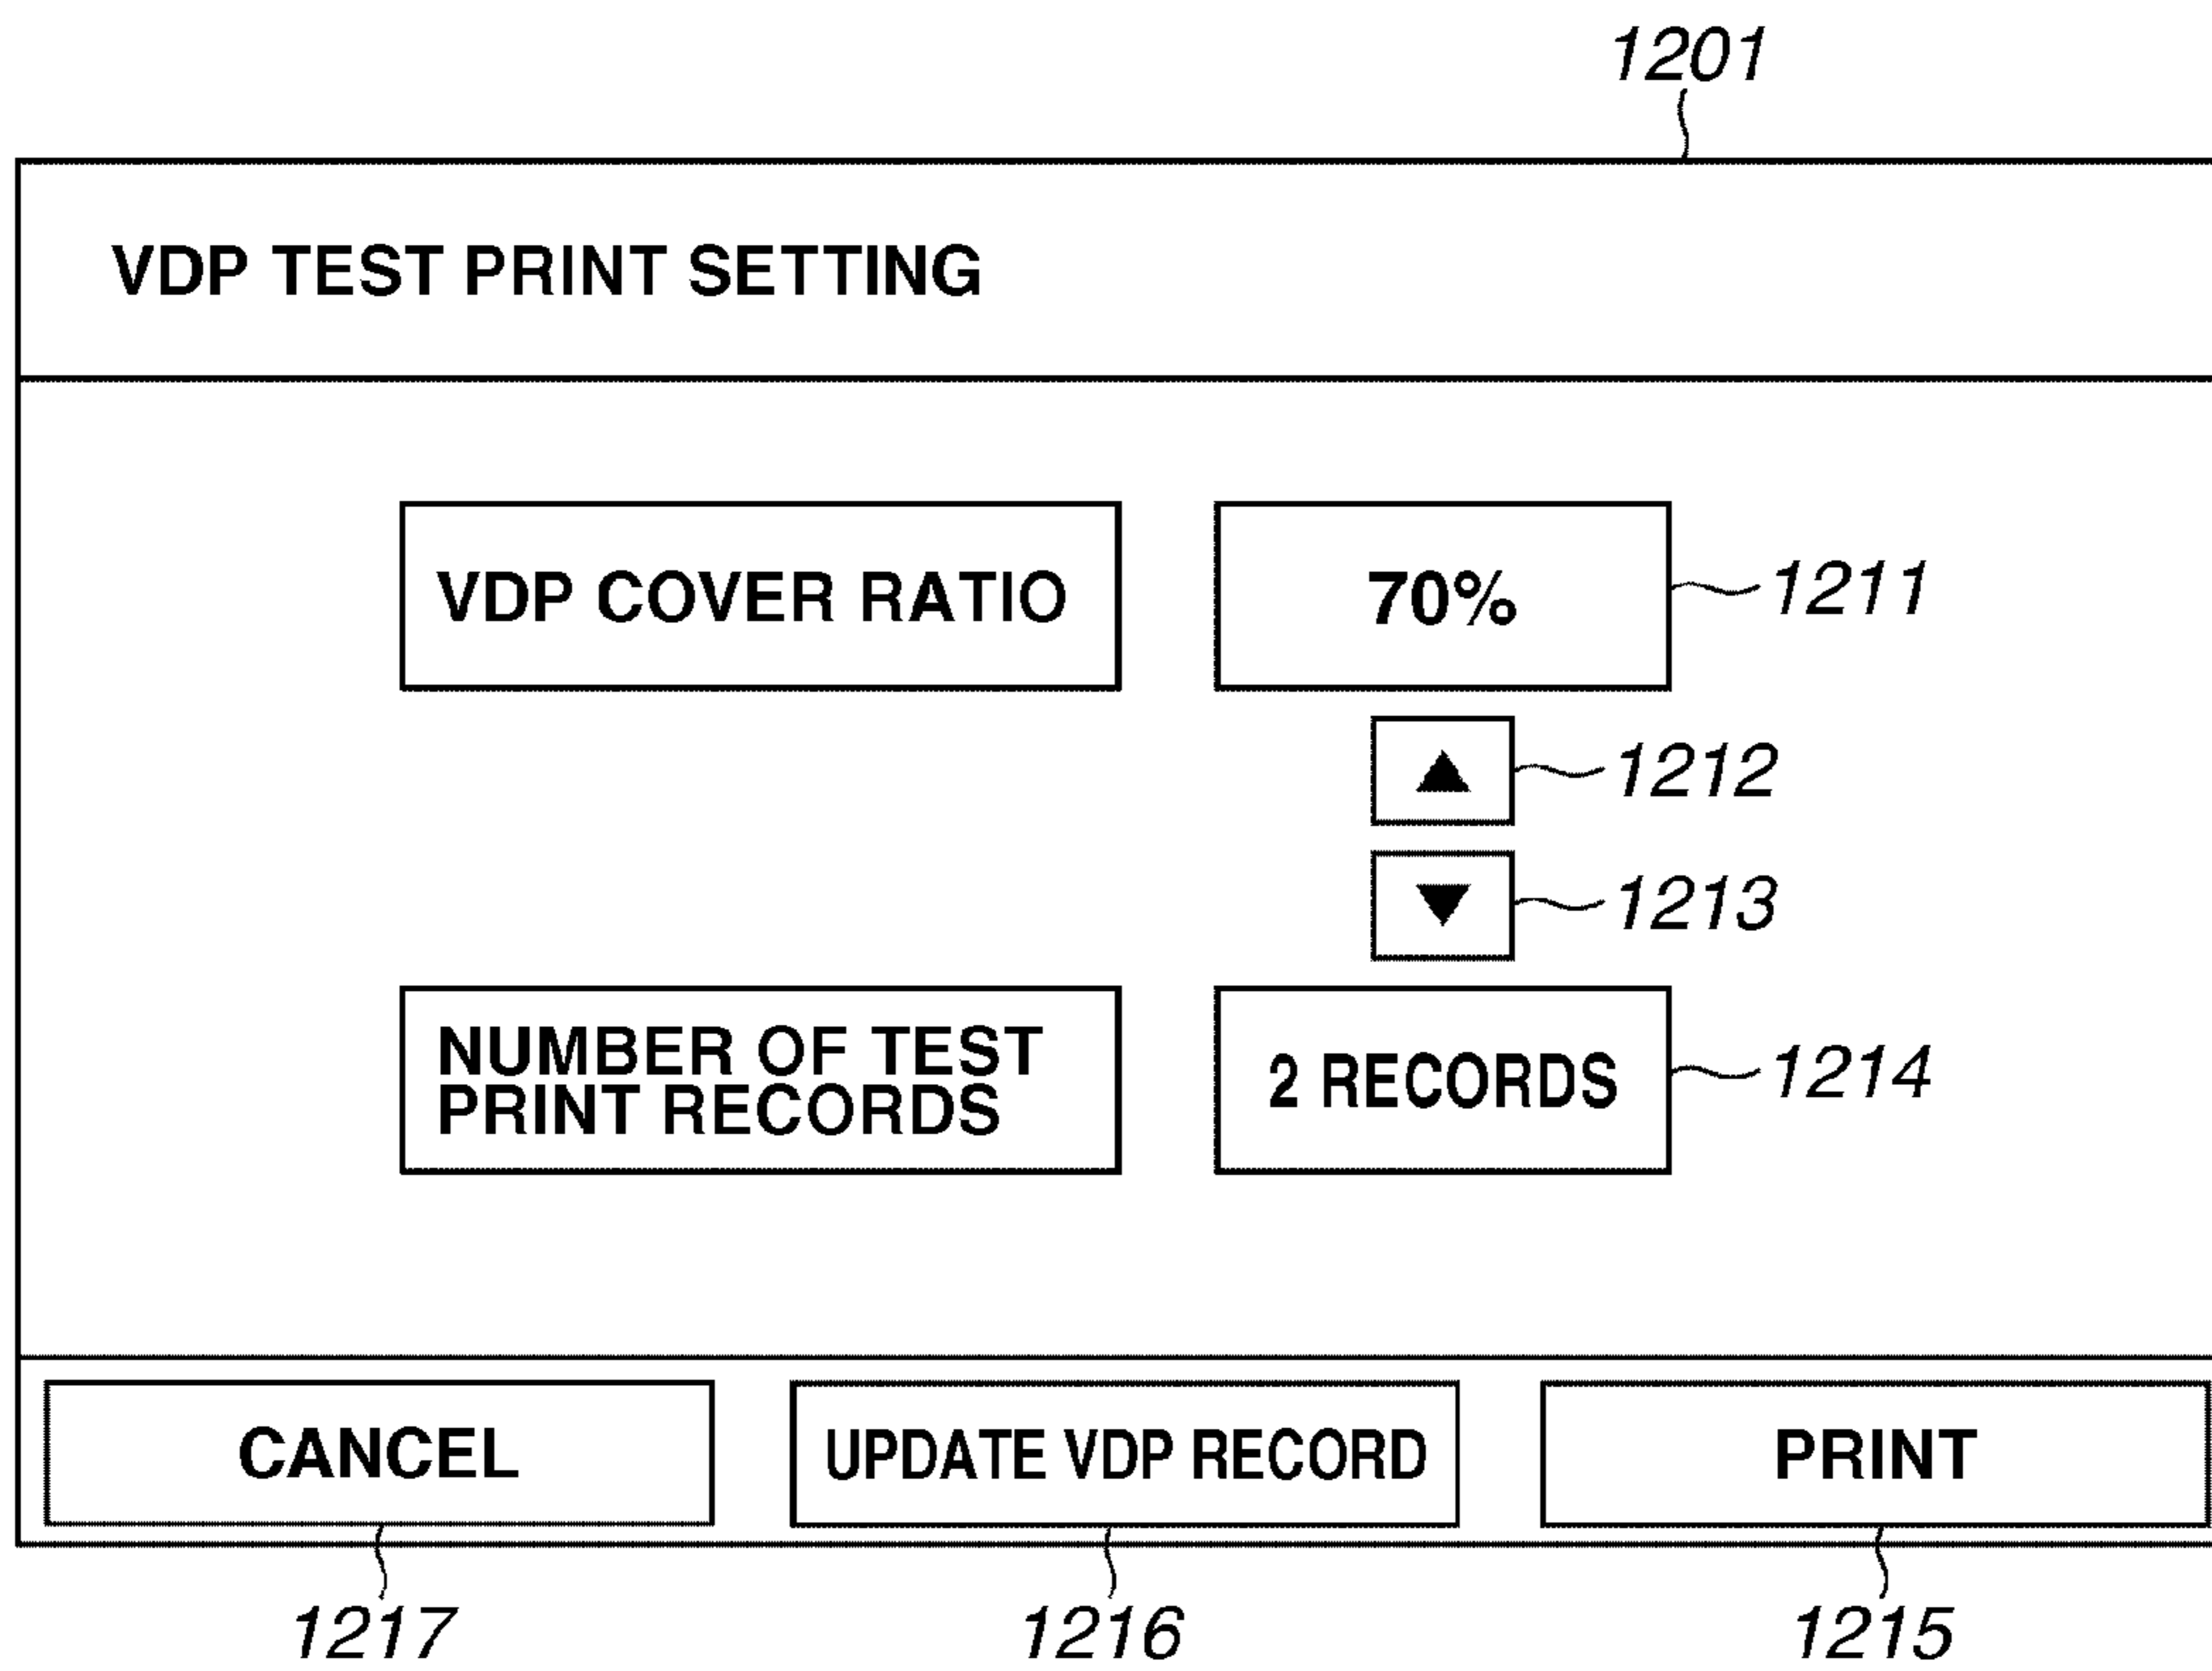 1201
VDP TEST PRINT SETTING
VDP COVER RATIO
70%
1211
▲
1212
▼
1213
NUMBER OF TEST
PRINT RECORDS
2 RECORDS
1214
CANCEL
UPDATE VDP RECORD
PRINT
1217
1216
1215